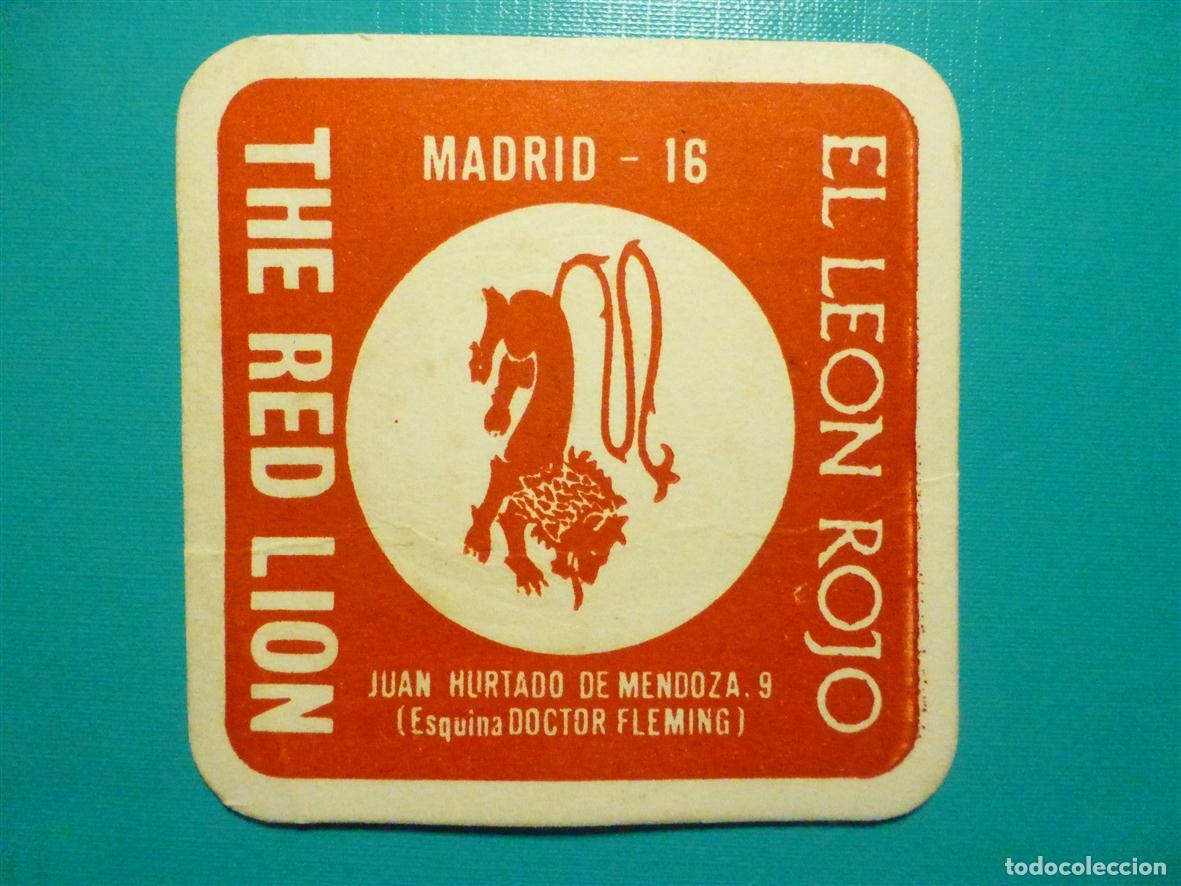 MADRID - 16
THE RED LION
EL LEON ROJO
JUAN HURTADO DE MENDOZA. 9
(Esquina DOCTOR FLEMING)
todocoleccion